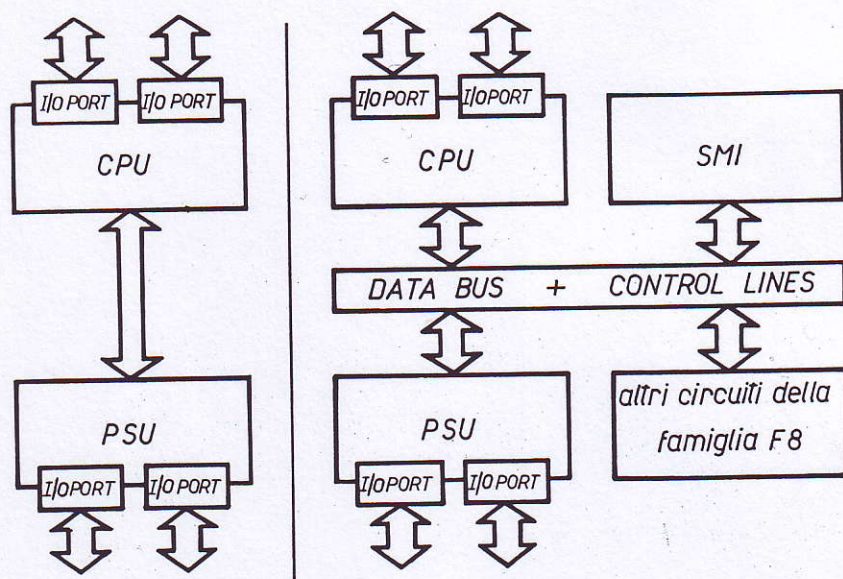 I/O PORT
I/O PORT
CPU
PSU
I/O PORT
I/O PORT
I/O PORT
I/O PORT
CPU
SMI
DATA BUS + CONTROL LINES
PSU
I/O PORT
I/O PORT
altri circuiti della
famiglia F8